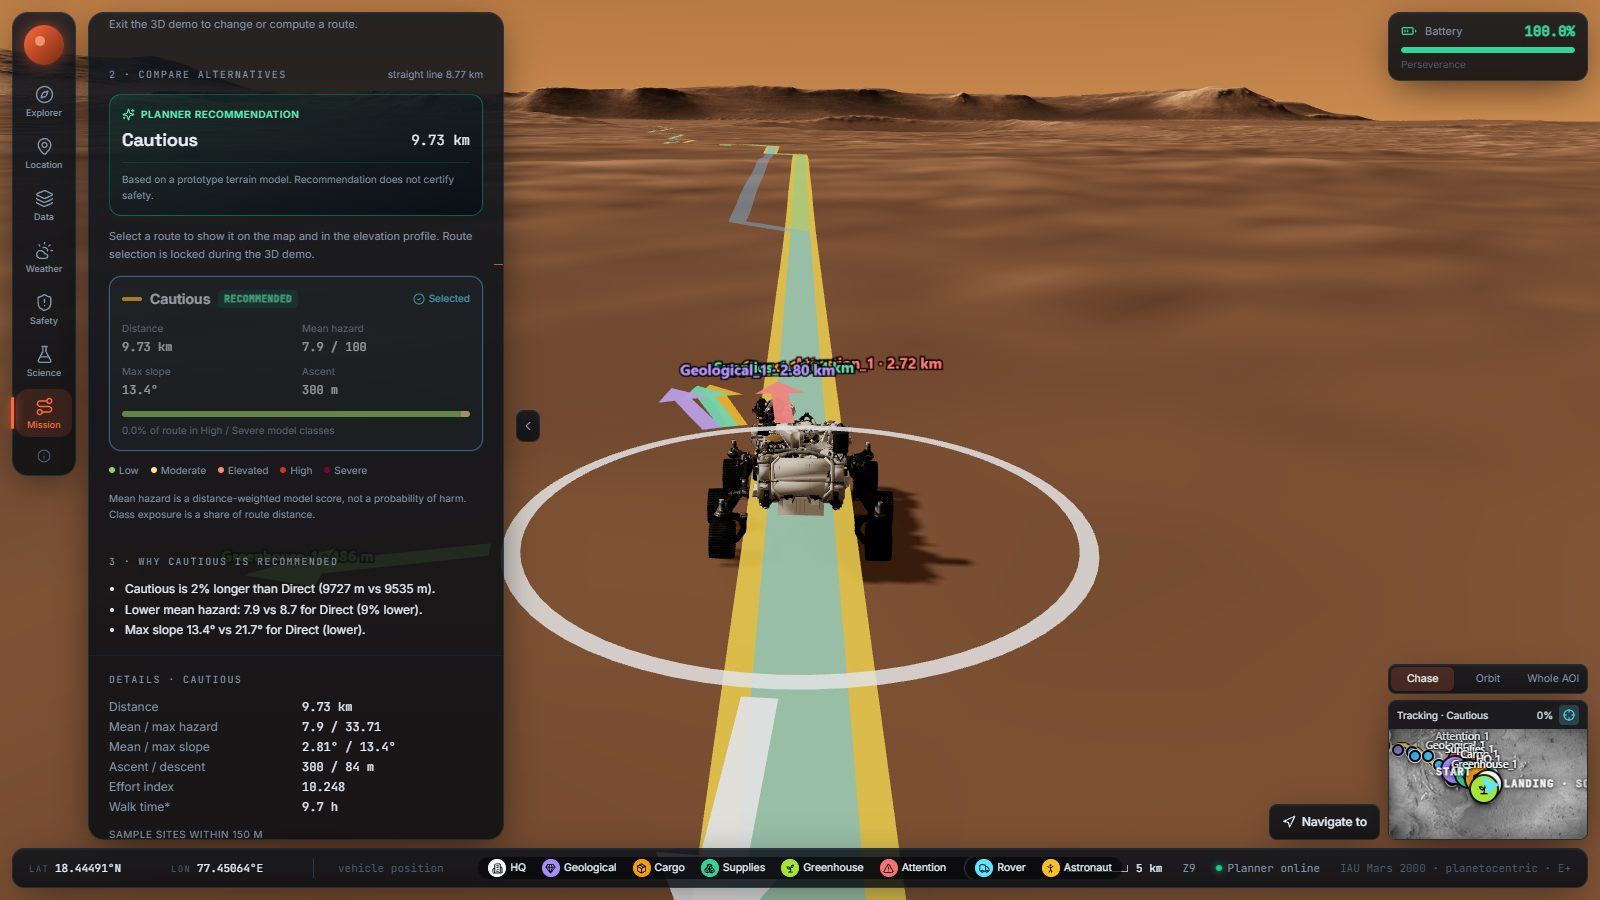 Explorer
Location
Data
Weather
Safety
Science
Mission
Exit the 3D demo to change or compute a route.
2 · COMPARE ALTERNATIVES
straight line 8.77 km
PLANNER RECOMMENDATION
Cautious
9.73 km
Based on a prototype terrain model. Recommendation does not certify
safety.
Select a route to show it on the map and in the elevation profile. Route
selection is locked during the 3D demo.
Cautious RECOMMENDED
Selected
Distance
Mean hazard
9.73 km
7.9 / 100
Max slope
Ascent
13.4°
300 m
0.0% of route in High / Severe model classes
Low Moderate Elevated High Severe
Mean hazard is a distance-weighted model score, not a probability of harm.
Class exposure is a share of route distance.
3 · WHY CAUTIOUS IS RECOMMENDED
Cautious is 2% longer than Direct (9727 m vs 9535 m).
Lower mean hazard: 7.9 vs 8.7 for Direct (9% lower).
Max slope 13.4° vs 21.7° for Direct (lower).
DETAILS · CAUTIOUS
Distance 9.73 km
Mean / max hazard 7.9 / 33.71
Mean / max slope 2.81° / 13.4°
Ascent / descent 300 / 84 m
Effort index 10.248
Walk time* 9.7 h
SAMPLE SITES WITHIN 150 M
Geological_1 · 2.80 km
km
_1 · 2.72 km
Battery 100.0%
Perseverance
Chase Orbit Whole AOI
Tracking · Cautious 0%
Attention 1
Greenhouse_1
START
LANDING
Navigate to
LAT 18.44491°N
LON 77.45064°E
vehicle position
HQ Geological Cargo Supplies Greenhouse Attention Rover Astronaut
5 km
Z9
Planner online
IAU Mars 2000 · planetocentric · E+